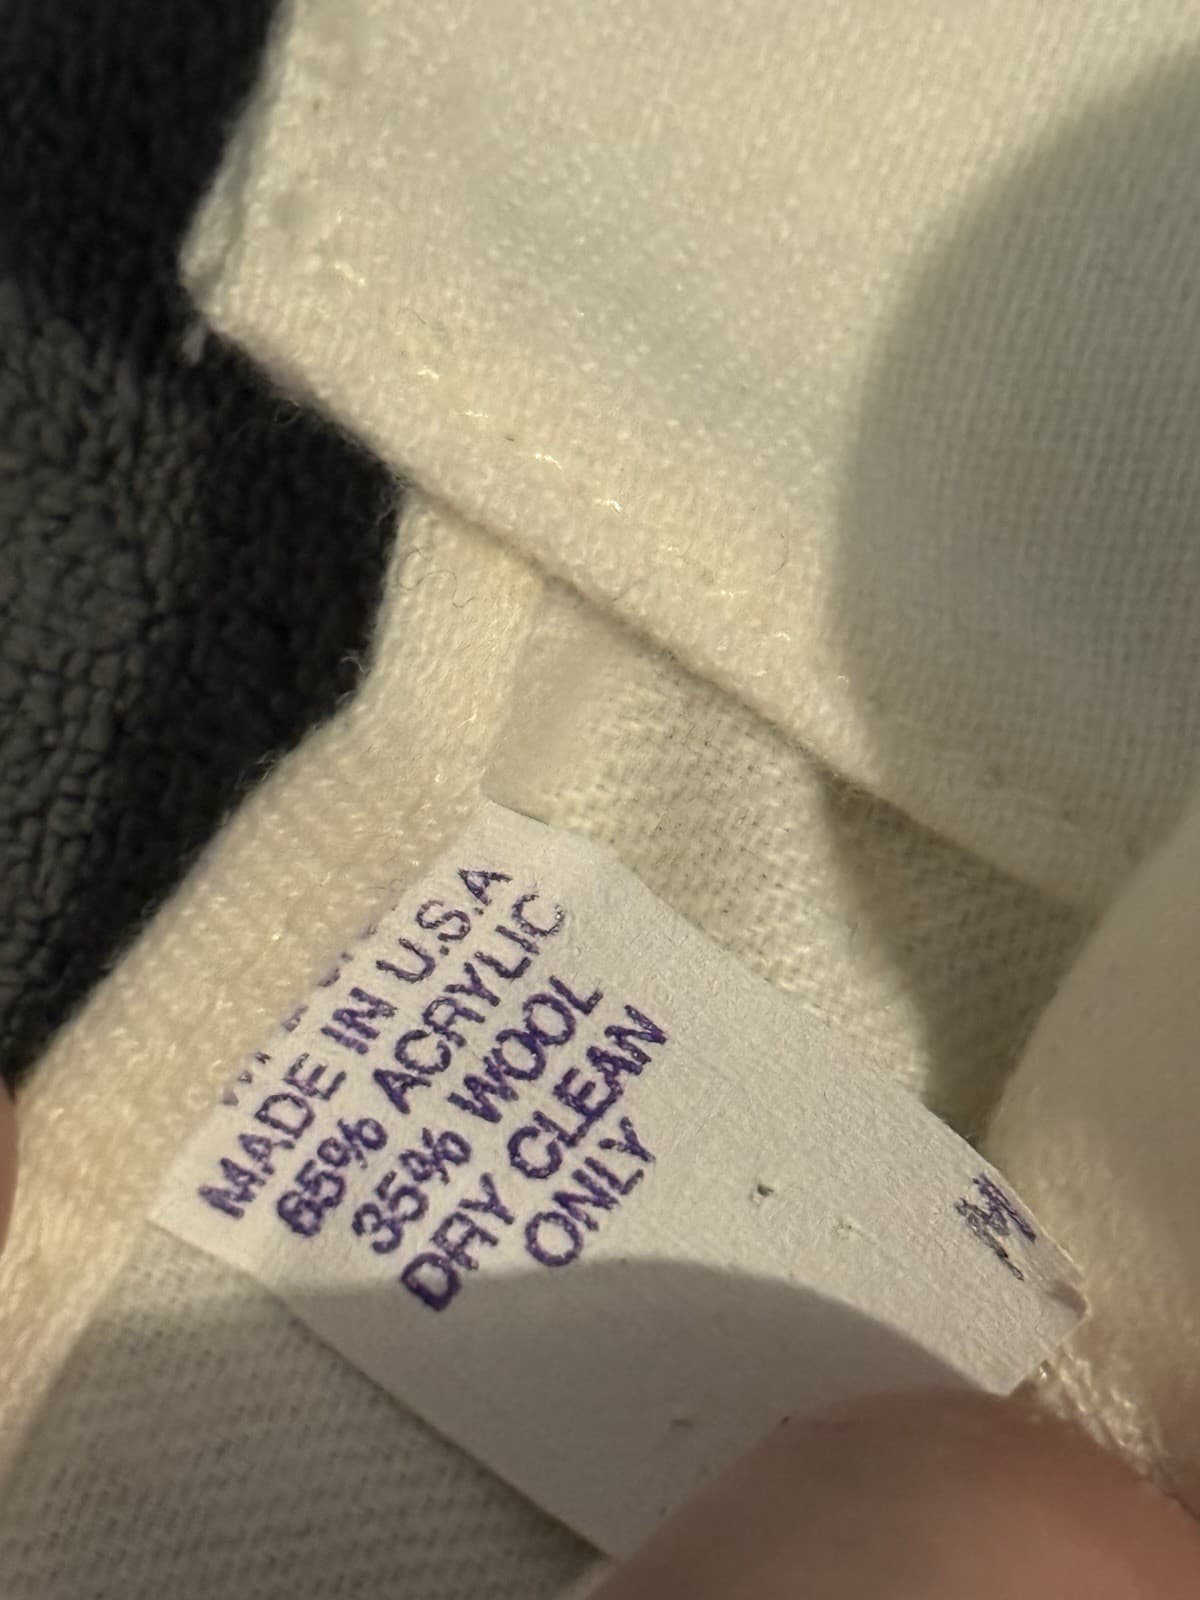 MADE IN U.S.A
65% ACRYLIC
35% WOOL
DRY CLEAN
ONLY
M